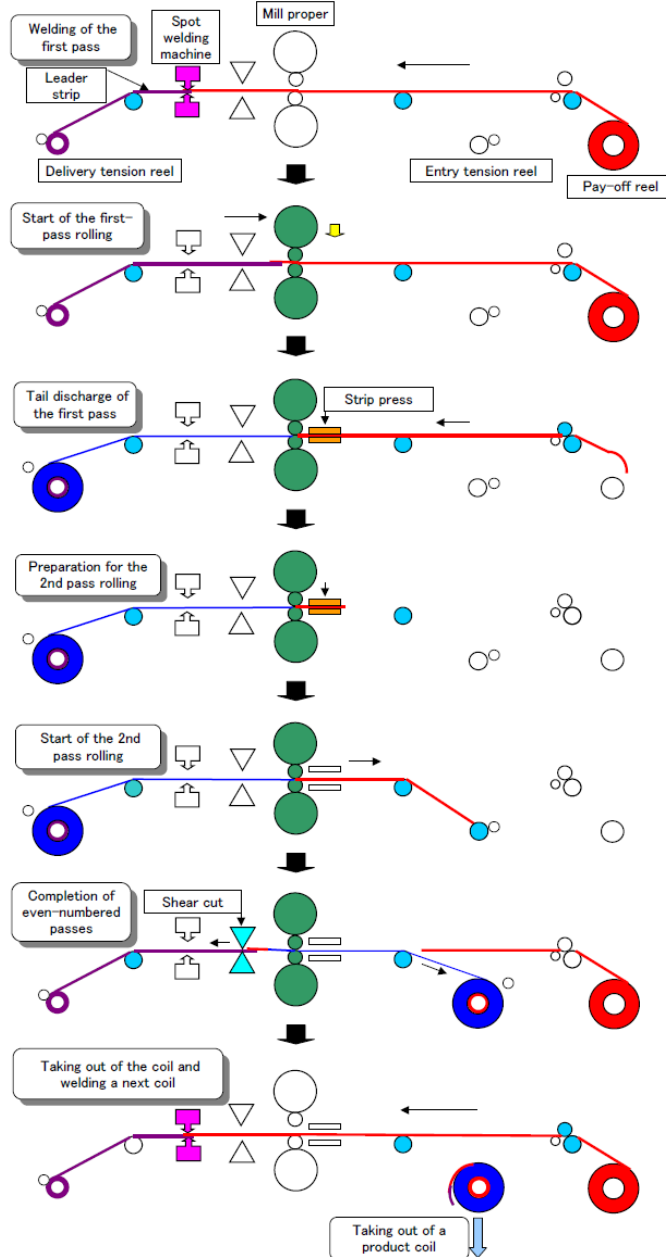 Welding of
the first pass
Spot
welding
machine
Mill proper
Leader
strip
Delivery tension reel
Entry tension reel
Pay-off reel
Start of the first-
pass rolling
Tail discharge of
the first pass
Strip press
Preparation for the
2nd pass rolling
Start of the 2nd
pass rolling
Completion of
even-numbered
passes
Shear cut
Taking out of the coil and
welding a next coil
Taking out of a
product coil